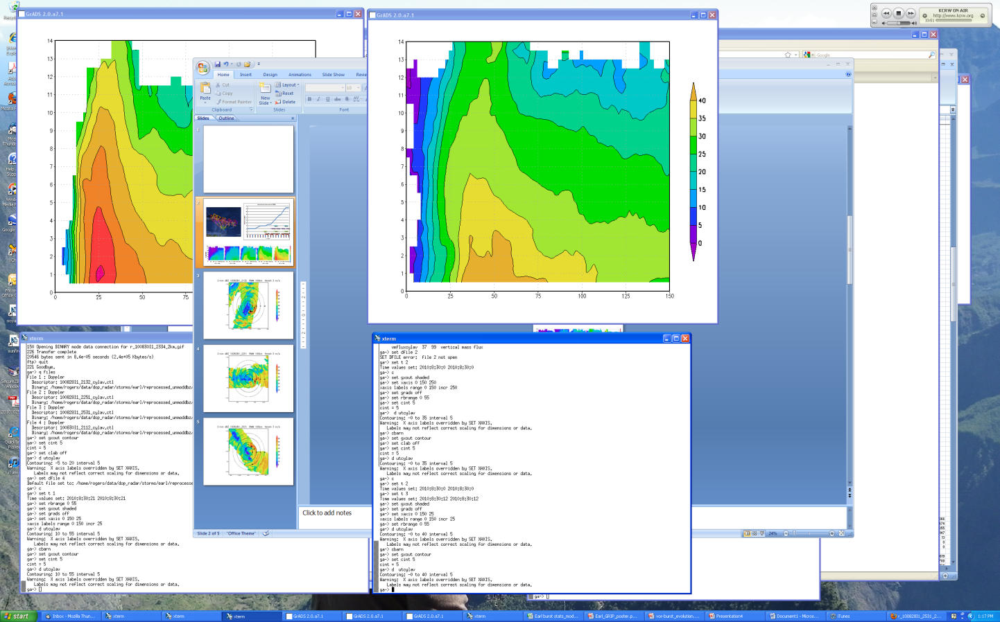 GrADS 2.0.a7.1
GrADS 2.0.a7.1
KCRW ON AIR
http://www.kcrw.org
33:51
Google
Home Insert Design Animations Slide Show
Paste
Cut
Copy
Format Painter
Clipboard
New Slide
Layout
Reset
Delete
Slides
Font
Slides Outline
14
13
12
11
10
9
8
7
6
5
4
3
2
1
0
0 25 50
14
13
12
11
10
9
8
7
6
5
4
3
2
1
0
0 25 50 75 100 125 150
40
35
30
25
20
15
10
5
0
1
2
3
4
5
Click to add notes
Slide 2 of 5 "Office Theme" 24%
xterm
150 Opening BINARY mode data connection for r_100830I1_2334_2km.gif
226 Transfer complete
20546 bytes sent in 8.4e-05 seconds (2.4e+05 Kbytes/s)
ftp> quit
221 Goodbye.
ga-> q files
File 1 : Doppler
Descriptor: 100828I1_2132_cylav.ctl
Binary: /home/rogers/data/dop_radar/storms/earl/reprocessed_unmoddbz/
File 2 : Doppler
Descriptor: 100828I1_2251_cylav.ctl
Binary: /home/rogers/data/dop_radar/storms/earl/reprocessed_unmoddbz/
File 3 : Doppler
Descriptor: 100828I1_2531_cylav.ctl
Binary: /home/rogers/data/dop_radar/storms/earl/reprocessed_unmoddbz/
File 4 : Doppler
Descriptor: 100830I1_2112_cylav.ctl
Binary: /home/rogers/data/dop_radar/storms/earl/reprocessed_unmoddbz/
ga-> set gxout contour
ga-> set cint 5
cint = 5
ga-> set clab off
ga-> d utcylav
Contouring: -5 to 20 interval 5
Warning: X axis labels overridden by SET XAXIS.
Labels may not reflect correct scaling for dimensions or data.
ga-> set dfile 4
Default file set to: /home/rogers/data/dop_radar/storms/earl/reproces
ga-> c
ga-> set t 1
Time values set: 2010:8:30:21 2010:8:30:21
ga-> set rbrange 0 55
ga-> set gxout shaded
ga-> set grads off
ga-> set xaxis 0 150 25
xaxis labels range 0 150 incr 25
ga-> d utcylav
Contouring: 10 to 55 interval 5
Warning: X axis labels overridden by SET XAXIS.
Labels may not reflect correct scaling for dimensions or data.
ga-> cbarn
ga-> set gxout contour
ga-> set cint 5
cint = 5
ga-> d utcylav
Contouring: 10 to 55 interval 5
Warning: X axis labels overridden by SET XAXIS.
Labels may not reflect correct scaling for dimensions or data.
ga->
xterm
vmfluxcylav 37 99 vertical mass flux
ga-> set dfile 2
SET DFILE error: file 2 not open
ga-> set t 2
Time values set: 2010:8:30:0 2010:8:30:0
ga-> c
ga-> set gxout shaded
ga-> set xaxis 0 150 250
xaxis labels range 0 150 incr 250
ga-> set grads off
ga-> set rbrange 0 55
ga-> set cint 5
cint = 5
ga-> d utcylav
Contouring: -0 to 35 interval 5
Warning: X axis labels overridden by SET XAXIS.
Labels may not reflect correct scaling for dimensions or data.
ga-> cbarn
ga-> set gxout contour
ga-> set clab off
ga-> set cint 5
cint = 5
ga-> d utcylav
Contouring: -0 to 35 interval 5
Warning: X axis labels overridden by SET XAXIS.
Labels may not reflect correct scaling for dimensions or data.
ga-> c
ga-> set t 2
Time values set: 2010:8:30:0 2010:8:30:0
ga-> set t 3
Time values set: 2010:8:30:12 2010:8:30:12
ga-> set gxout shaded
ga-> set grads off
ga-> set xaxis 0 150 25
xaxis labels range 0 150 incr 25
ga-> set rbrange 0 55
ga-> d utcylav
Contouring: -0 to 40 interval 5
Warning: X axis labels overridden by SET XAXIS.
Labels may not reflect correct scaling for dimensions or data.
ga-> cbarn
ga-> set gxout contour
ga-> set cint 5
cint = 5
ga-> d utcylav
Contouring: -0 to 40 interval 5
Warning: X axis labels overridden by SET XAXIS.
Labels may not reflect correct scaling for dimensions or data.
ga->
ga->
start
Inbox - Mozilla Thun...
xterm
xterm
xterm
GrADS 2.0.a7.1
GrADS 2.0.a7.1
GrADS 2.0.a7.1
xterm
Earl burst stats_mod...
Earl_GRIP_poster.p...
vor-burst_evolution....
Presentation4
Document1 - Micros...
iTunes
r_100828I1_2531_2...
1:17 PM